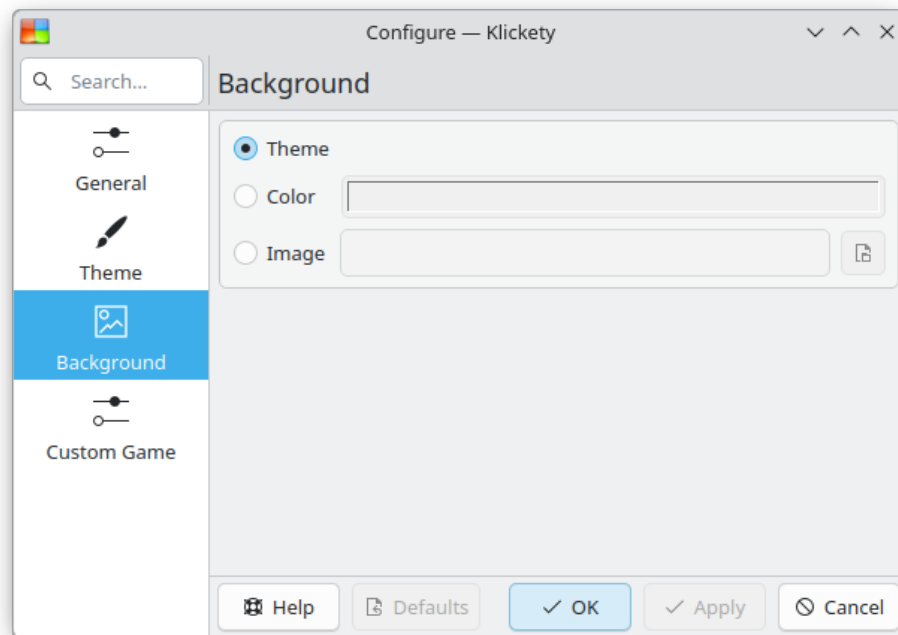 Configure — Klickety
Search...
Background
General
Theme
Background
Custom Game
Theme
Color
Image
Help
Defaults
OK
Apply
Cancel